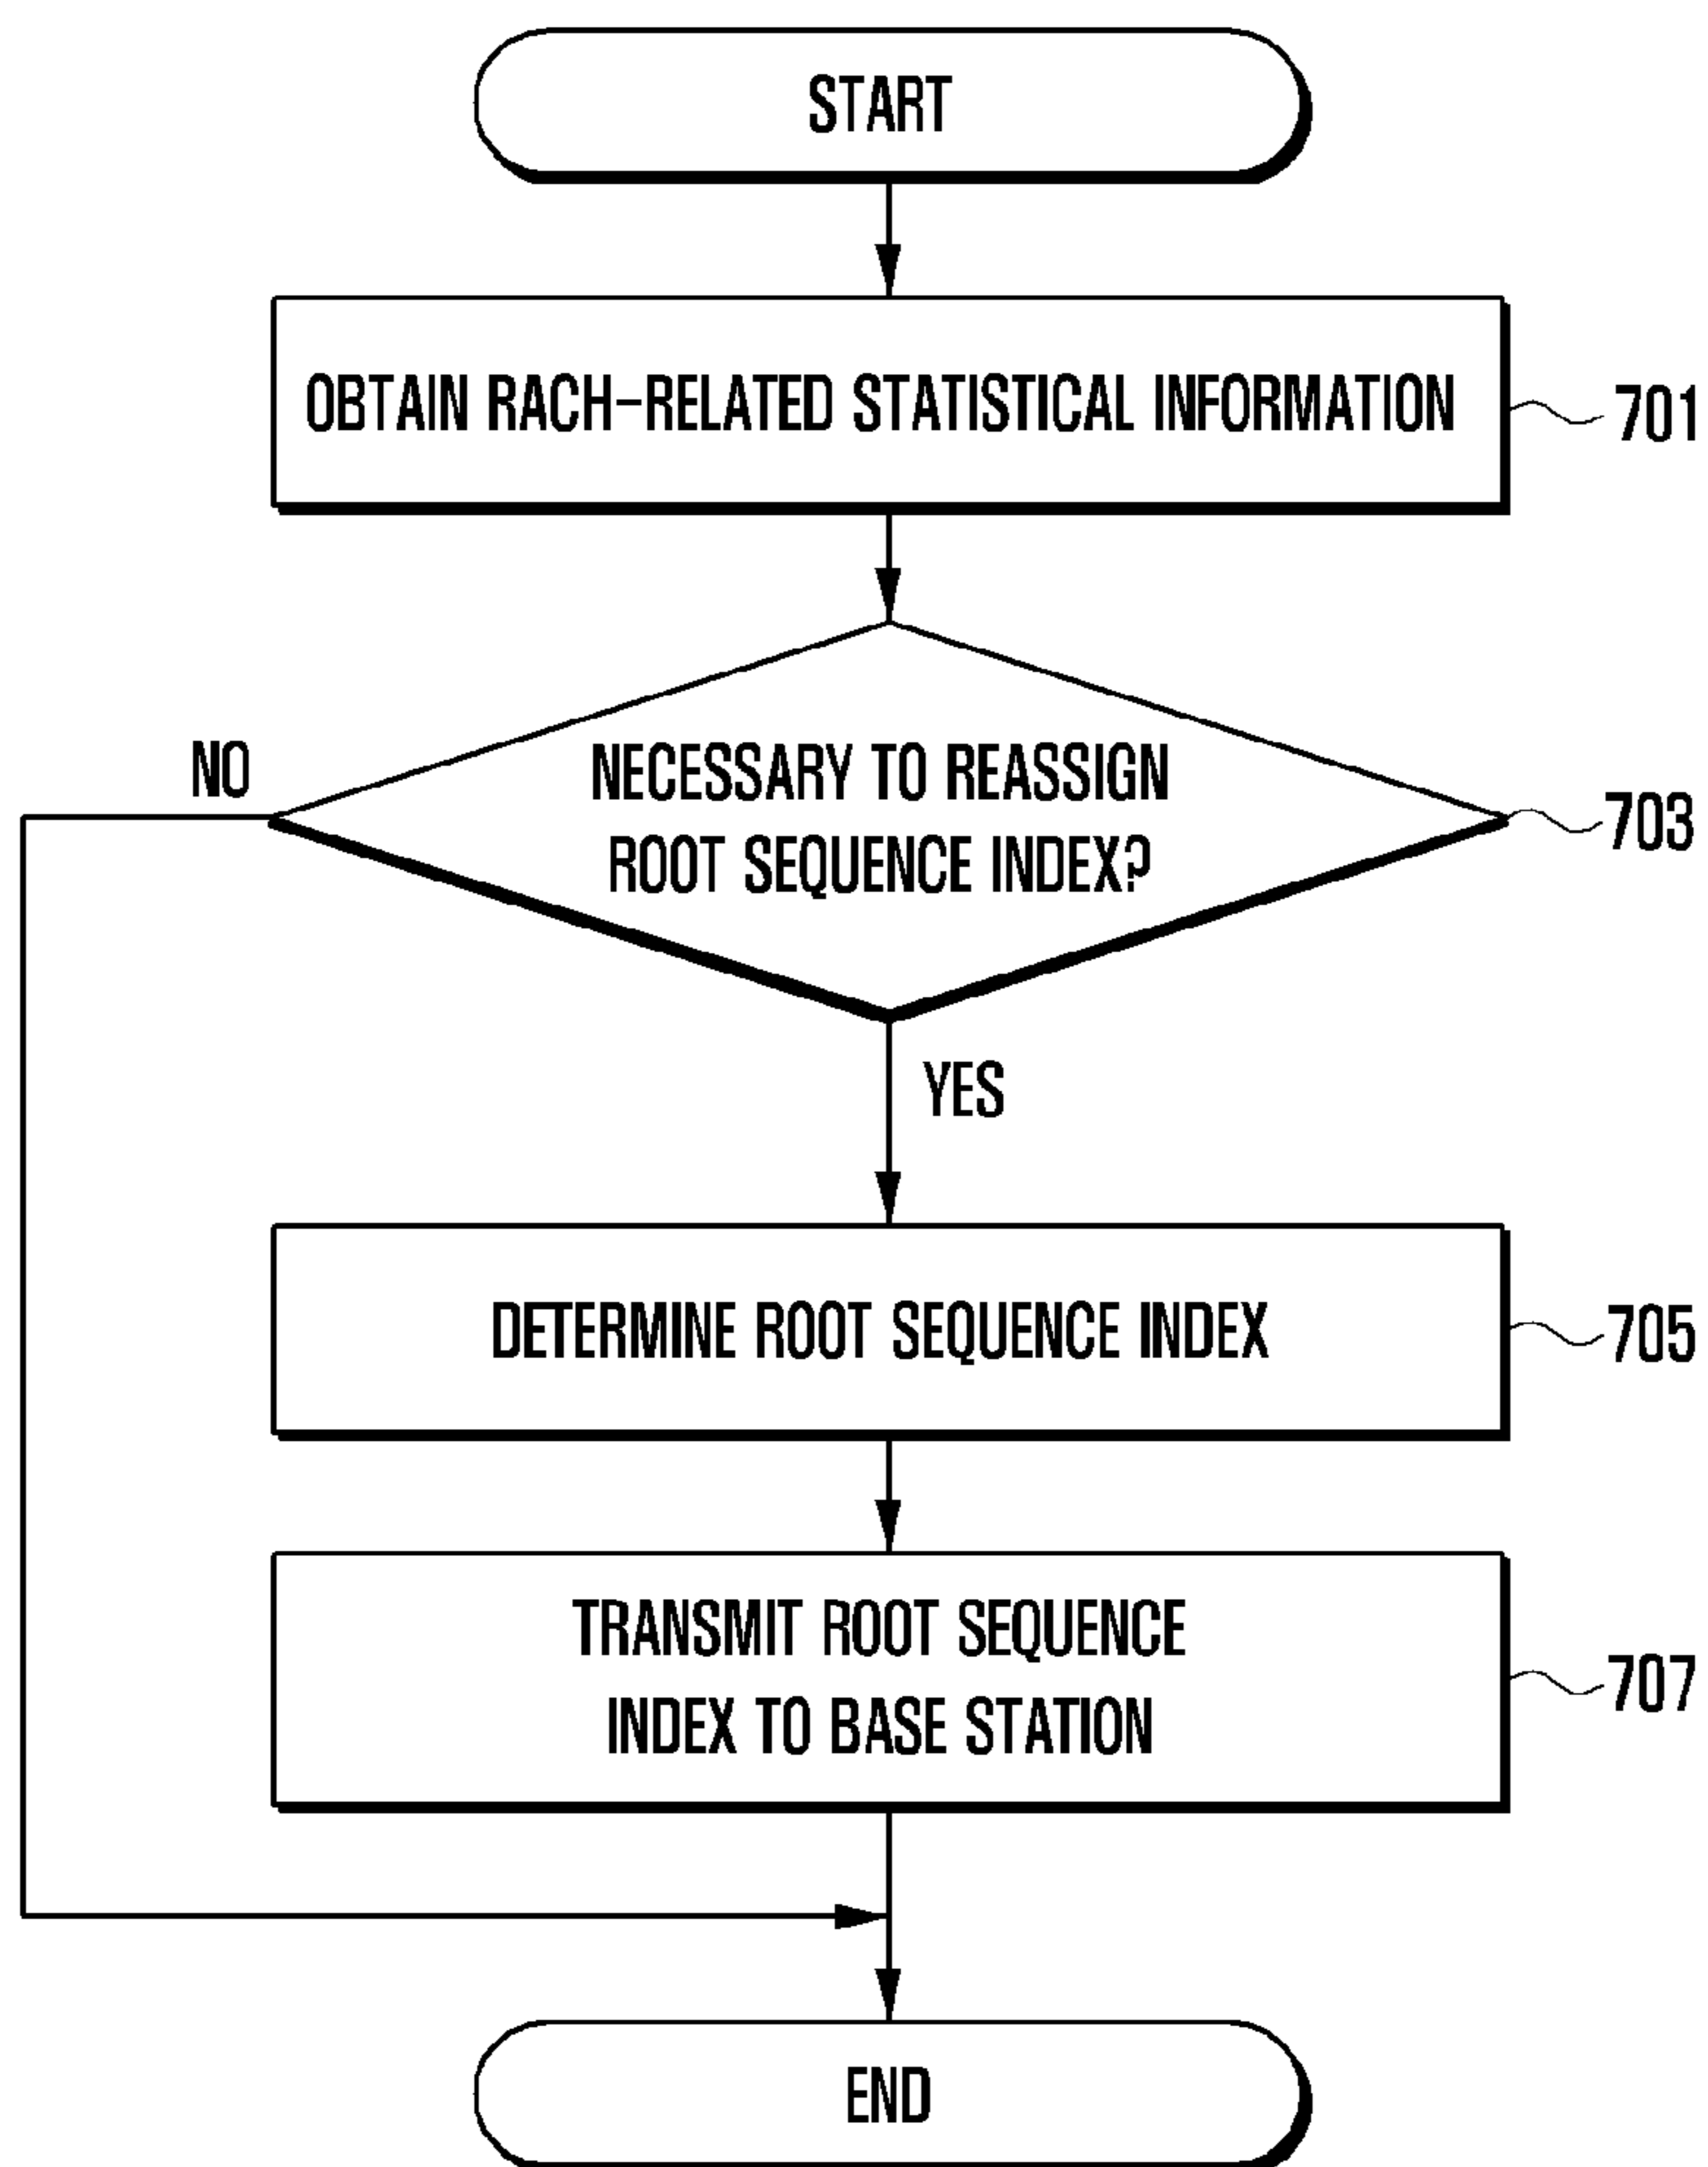 START
OBTAIN RACH-RELATED STATISTICAL INFORMATION
701
NO
NECESSARY TO REASSIGN
ROOT SEQUENCE INDEX?
703
YES
DETERMINE ROOT SEQUENCE INDEX
705
TRANSMIT ROOT SEQUENCE
INDEX TO BASE STATION
707
END